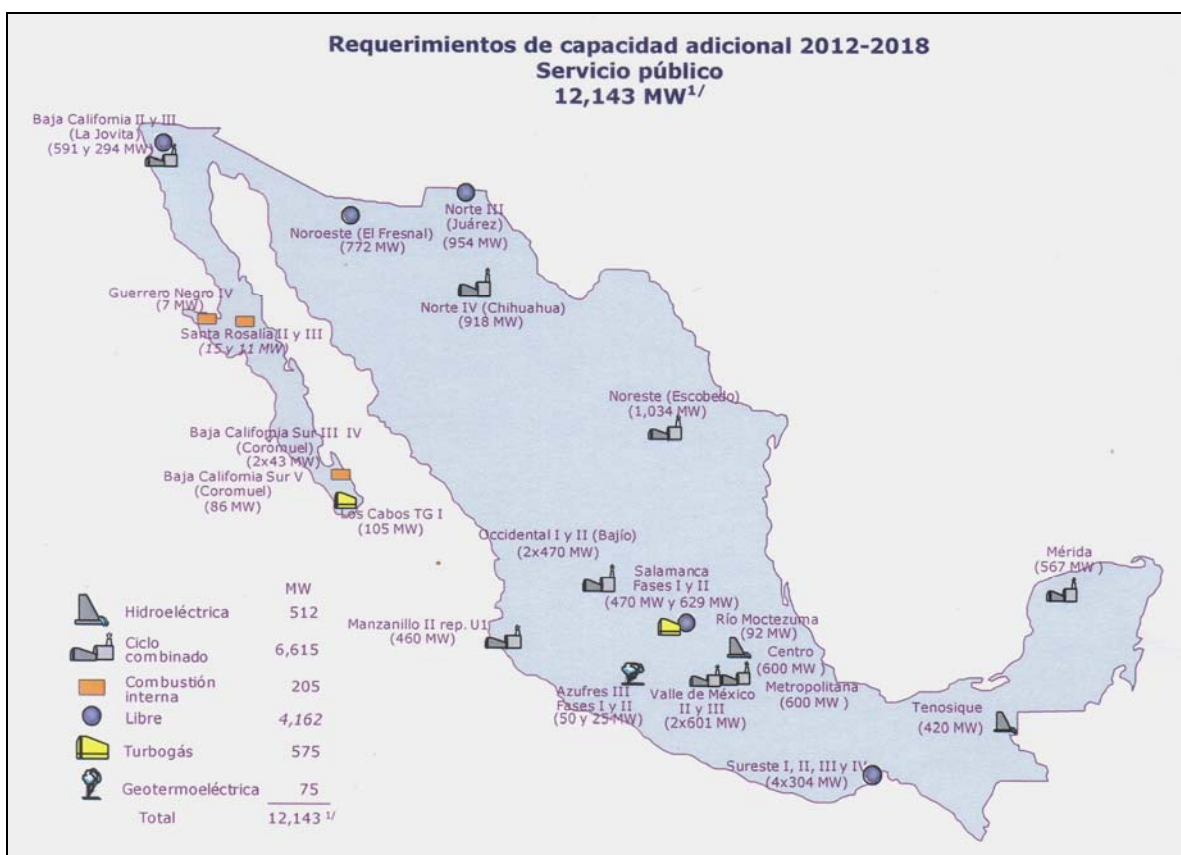 Requerimientos de capacidad adicional 2012-2018
Servicio público
12,143 MW1/
Baja California II y III
(La Jovita)
(591 y 294 MW)
Noroeste (El Fresnal)
(772 MW)
Norte III
(Juárez)
(954 MW)
Norte IV (Chihuahua)
(918 MW)
Guerrero Negro IV
(7 MW)
Santa Rosalía II y III
(15 y 11 MW)
Noreste (Escobedo)
(1,034 MW)
Baja California Sur III IV
(Coromuel)
(2x43 MW)
Baja California Sur V
(Coromuel)
(86 MW)
Los Cabos TG I
(105 MW)
Occidental I y II (Bajío)
(2x470 MW)
Salamanca
Fases I y II
(470 MW y 629 MW)
Mérida
(567 MW)
Manzanillo II rep. U1
(460 MW)
Río Moctezuma
(92 MW)
Centro
(600 MW)
Azufres III
Fases I y II
(50 y 25 MW)
Valle de México
II y III
(2x601 MW)
Metropolitana
(600 MW)
Tenosique
(420 MW)
Sureste I, II, III y IV
(4x304 MW)
MW
Hidroeléctrica 512
Ciclo combinado 6,615
Combustión interna 205
Libre 4,162
Turbogás 575
Geotermoeléctrica 75
Total 12,143 1/